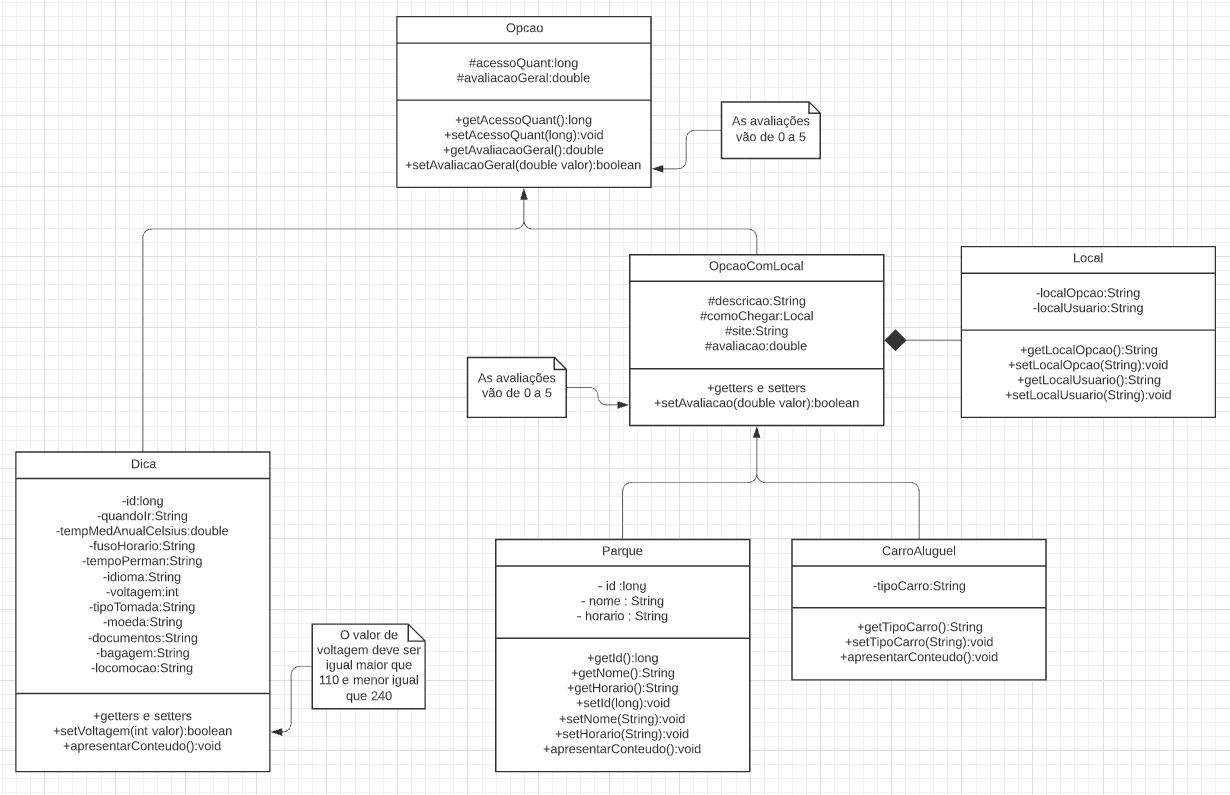 Opcao
#acessoQuant:long
#avaliacaoGeral:double
+getAcessoQuant():long
+setAcessoQuant(long):void
+getAvaliacaoGeral():double
+setAvaliacaoGeral(double valor):boolean
As avaliações
vão de 0 a 5
OpcaoComLocal
#descricao:String
#comoChegar:Local
#site:String
#avaliacao:double
+getters e setters
+setAvaliacao(double valor):boolean
Local
-localOpcao:String
-localUsuario:String
+getLocalOpcao():String
+setLocalOpcao(String):void
+getLocalUsuario():String
+setLocalUsuario(String):void
As avaliações
vão de 0 a 5
Dica
-id:long
-quandoIr:String
-tempMedAnualCelsius:double
-fusoHorario:String
-tempoPerman:String
-idioma:String
-voltagem:int
-tipoTomada:String
-moeda:String
-documentos:String
-bagagem:String
-locomocao:String
+getters e setters
+setVoltagem(int valor):boolean
+apresentarConteudo():void
O valor de
voltagem deve ser
igual maior que
110 e menor igual
que 240
Parque
- id :long
- nome : String
- horario : String
+getId():long
+getNome():String
+getHorario():String
+setId(long):void
+setNome(String):void
+setHorario(String):void
+apresentarConteudo():void
CarroAluguel
-tipoCarro:String
+getTipoCarro():String
+setTipoCarro(String):void
+apresentarConteudo():void